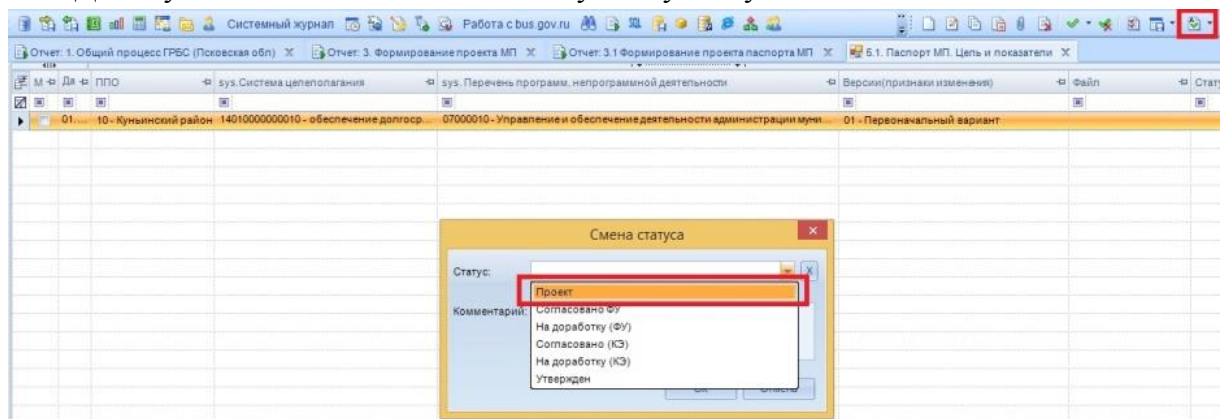 Системный журнал Работа с bus.gov.ru
Отчет: 1. Общий процесс ГРБС (Псковская обл) X Отчет: 3. Формирование проекта МП X Отчет: 3.1 Формирование проекта паспорта МП X 5.1. Паспорт МП. Цель и показатели X
М Да ППО sys.Система целеполагания sys. Перечень программ, непрограммной деятельности Версии(признаки изменения) Файл Стату
01.... 10 - Куньинский район 14010000000010 - обеспечение долгоср... 07000010 - Управление и обеспечение деятельности администрации муни... 01 - Первоначальный вариант
Смена статуса
Статус: X
Проект
Комментарий: Согласовано ФУ
На доработку (ФУ)
Согласовано (КЭ)
На доработку (КЭ)
Утвержден